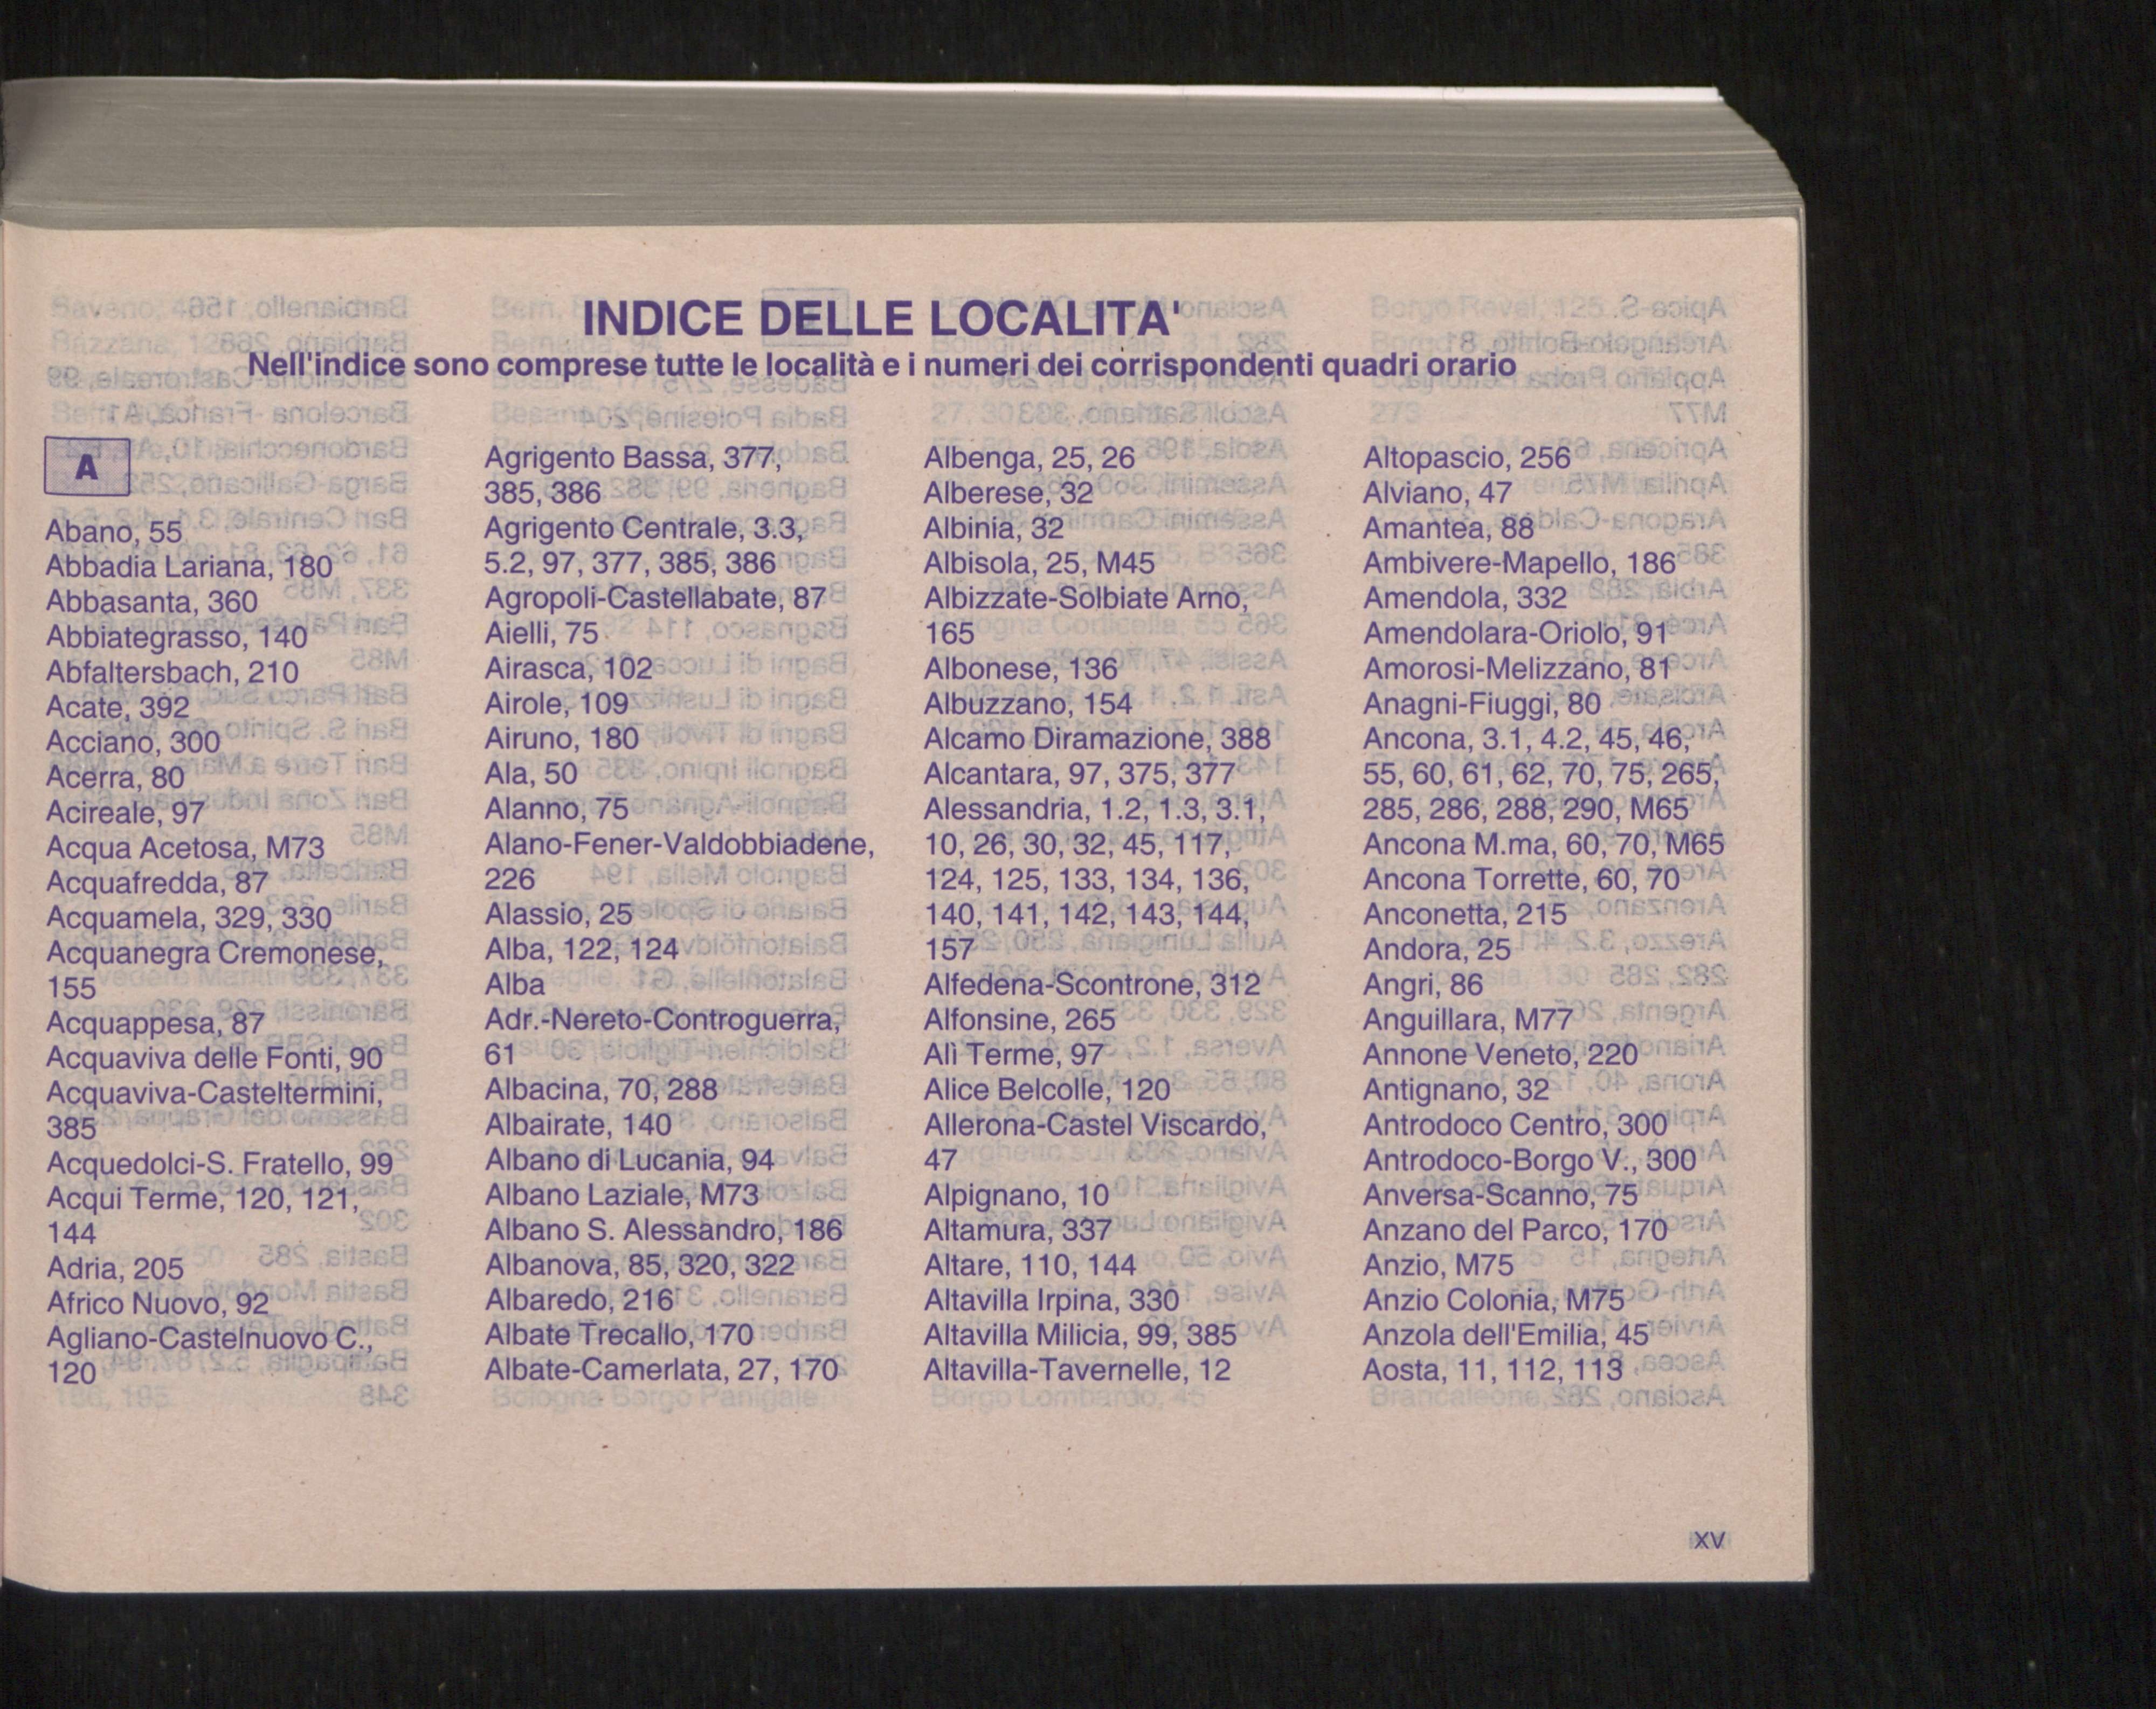 INDICE DELLE LOCALITA'
Nell'indice sono comprese tutte le località e i numeri dei corrispondenti quadri orario
A
Abano, 55
Abbadia Lariana, 180
Abbasanta, 360
Abbiategrasso, 140
Abfaltersbach, 210
Acate, 392
Acciano, 300
Acerra, 80
Acireale, 97
Acqua Acetosa, M73
Acquafredda, 87
Acquamela, 329, 330
Acquanegra Cremonese,
155
Acquappesa, 87
Acquaviva delle Fonti, 90
Acquaviva-Casteltermini,
385
Acquedolci-S. Fratello, 99
Acqui Terme, 120, 121,
144
Adria, 205
Africo Nuovo, 92
Agliano-Castelnuovo C.,
120
Agrigento Bassa, 377,
385, 386
Agrigento Centrale, 3.3,
5.2, 97, 377, 385, 386
Agropoli-Castellabate, 87
Aielli, 75
Airasca, 102
Airole, 109
Airuno, 180
Ala, 50
Alanno, 75
Alano-Fener-Valdobbiadene,
226
Alassio, 25
Alba, 122, 124
Alba
Adr.-Nereto-Controguerra,
61
Albacina, 70, 288
Albairate, 140
Albano di Lucania, 94
Albano Laziale, M73
Albano S. Alessandro, 186
Albanova, 85, 320, 322
Albaredo, 216
Albate Trecallo, 170
Albate-Camerlata, 27, 170
Albenga, 25, 26
Alberese, 32
Albinia, 32
Albisola, 25, M45
Albizzate-Solbiate Arno,
165
Albonese, 136
Albuzzano, 154
Alcamo Diramazione, 388
Alcantara, 97, 375, 377
Alessandria, 1.2, 1.3, 3.1,
10, 26, 30, 32, 45, 117,
124, 125, 133, 134, 136,
140, 141, 142, 143, 144,
157
Alfedena-Scontrone, 312
Alfonsine, 265
Alì Terme, 97
Alice Belcolle, 120
Allerona-Castel Viscardo,
47
Alpignano, 10
Altamura, 337
Altare, 110, 144
Altavilla Irpina, 330
Altavilla Milicia, 99, 385
Altavilla-Tavernelle, 12
Altopascio, 256
Alviano, 47
Amantea, 88
Ambivere-Mapello, 186
Amendola, 332
Amendolara-Oriolo, 91
Amorosi-Melizzano, 81
Anagni-Fiuggi, 80
Ancona, 3.1, 4.2, 45, 46,
55, 60, 61, 62, 70, 75, 265,
285, 286, 288, 290, M65
Ancona M.ma, 60, 70, M65
Ancona Torrette, 60, 70
Anconetta, 215
Andora, 25
Angri, 86
Anguillara, M77
Annone Veneto, 220
Antignano, 32
Antrodoco Centro, 300
Antrodoco-Borgo V., 300
Anversa-Scanno, 75
Anzano del Parco, 170
Anzio, M75
Anzio Colonia, M75
Anzola dell'Emilia, 45
Aosta, 11, 112, 113
XV